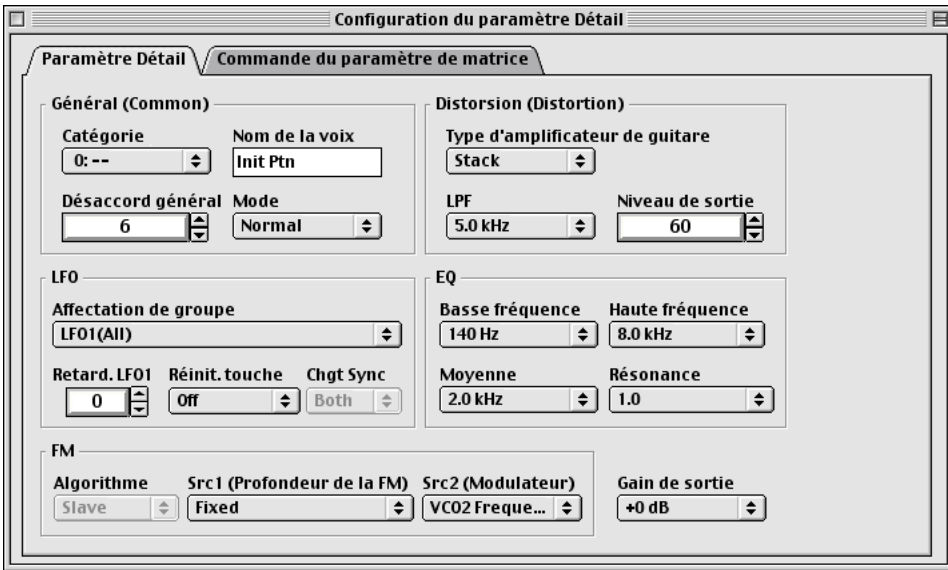 Configuration du paramètre Détail
Paramètre Détail
Commande du paramètre de matrice
Général (Common)
Catégorie
Nom de la voix
0: --
Init Ptn
Désaccord général
Mode
6
Normal
Distorsion (Distortion)
Type d'amplificateur de guitare
Stack
LPF
Niveau de sortie
5.0 kHz
60
LFO
Affectation de groupe
LFO1(All)
Retard. LFO1
Réinit. touche
Chgt Sync
0
Off
Both
EQ
Basse fréquence
Haute fréquence
140 Hz
8.0 kHz
Moyenne
Résonance
2.0 kHz
1.0
FM
Algorithme
Src1 (Profondeur de la FM)
Src2 (Modulateur)
Slave
Fixed
VCO2 Freque...
Gain de sortie
+0 dB